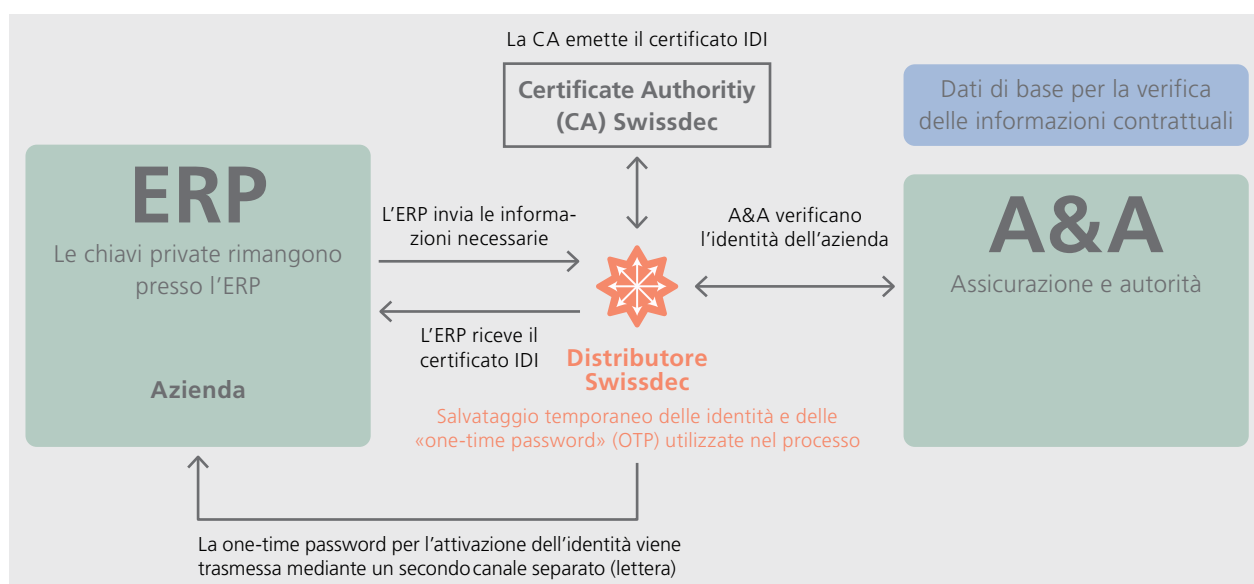 La CA emette il certificato IDI
Certificate Authoritiy
(CA) Swissdec
Dati di base per la verifica
delle informazioni contrattuali
ERP
Le chiavi private rimangono
presso l'ERP
Azienda
L'ERP invia le informa-
zioni necessarie
A&A verificano
l'identità dell'azienda
A&A
Assicurazione e autorità
L'ERP riceve il
certificato IDI
Distributore
Swissdec
Salvataggio temporaneo delle identità e delle
«one-time password» (OTP) utilizzate nel processo
La one-time password per l'attivazione dell'identità viene
trasmessa mediante un secondo canale separato (lettera)